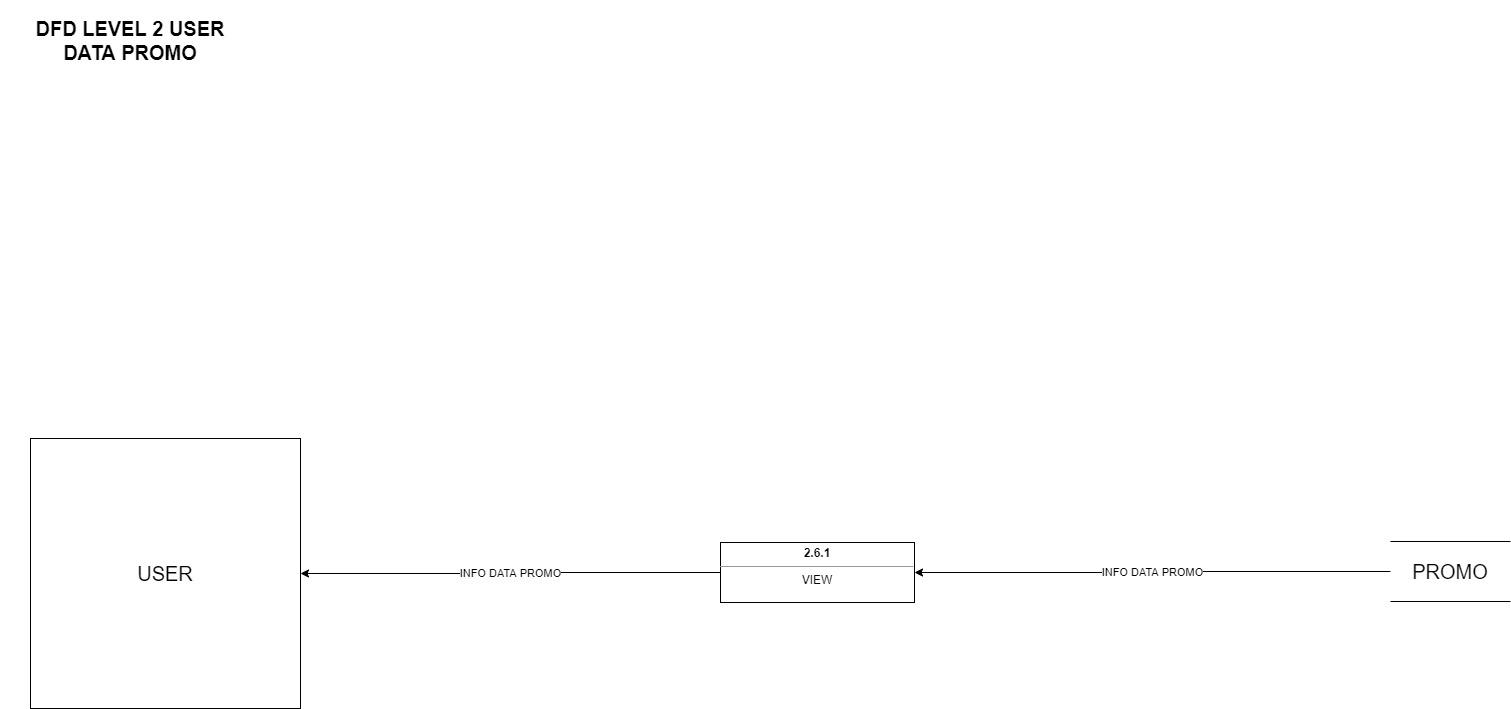 DFD LEVEL 2 USER
DATA PROMO
2.6.1
USER
INFO DATA PROMO
VIEW
INFO DATA PROMO
PROMO